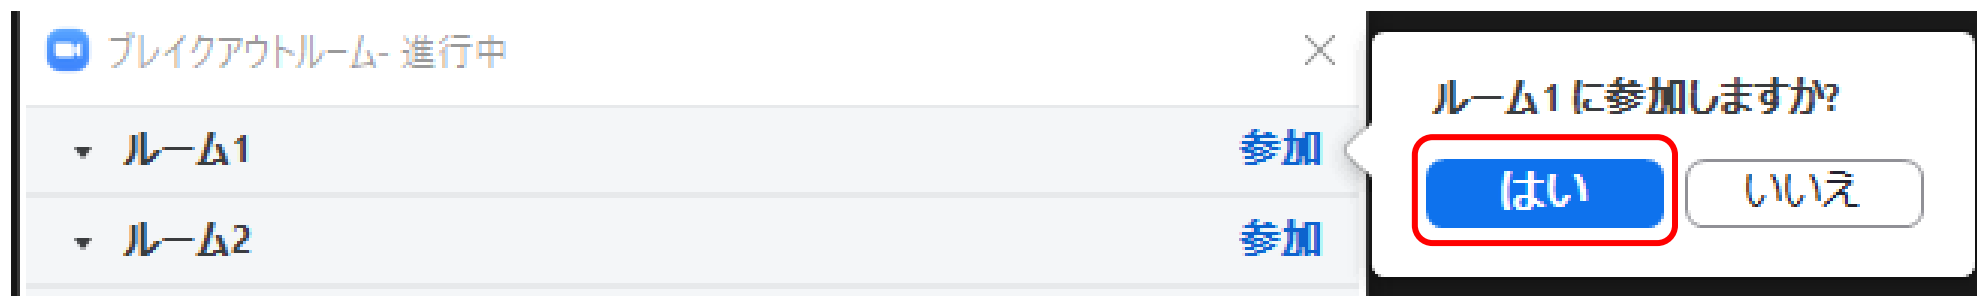 ブレイクアウトルーム- 進行中
ルーム1 参加
ルーム2 参加
ルーム1 に参加しますか?
はい いいえ